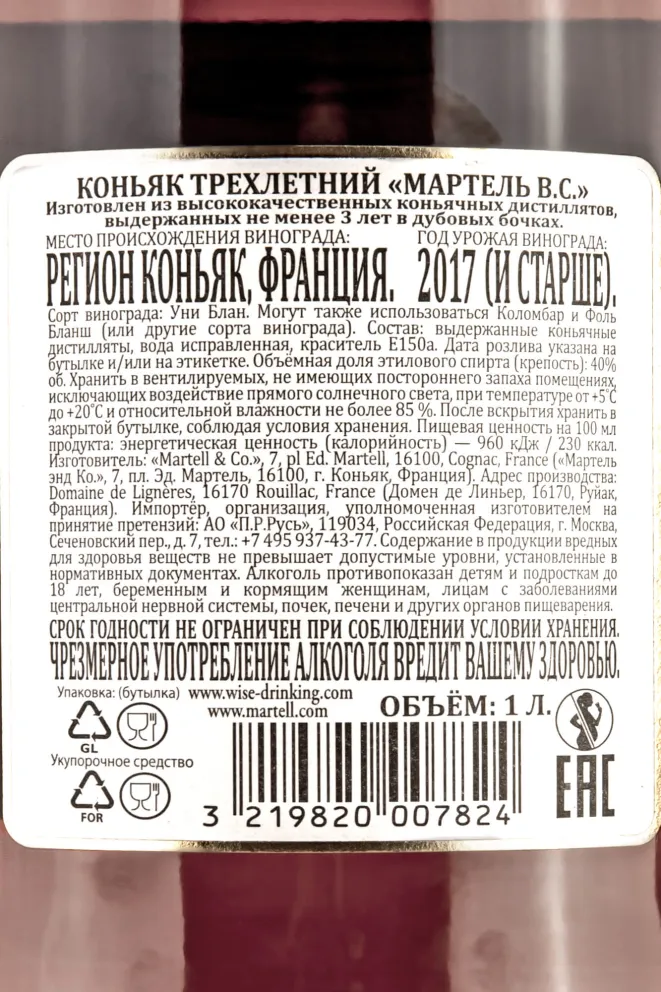 КОНЬЯК ТРЕХЛЕТНИЙ «МАРТЕЛЬ В.С.»
Изготовлен из высококачественных коньячных дистиллятов,
выдержанных не менее 3 лет в дубовых бочках.
МЕСТО ПРОИСХОЖДЕНИЯ ВИНОГРАДА: ГОД УРОЖАЯ ВИНОГРАДА:
РЕГИОН КОНЬЯК, ФРАНЦИЯ. 2017 (И СТАРШЕ).
Сорт винограда: Уни Блан. Могут также использоваться Коломбар и Фоль
Бланш (или другие сорта винограда). Состав: выдержанные коньячные
дистилляты, вода исправленная, краситель Е150а. Дата розлива указана на
бутылке и/или на этикетке. Объёмная доля этилового спирта (крепость): 40%
об. Хранить в вентилируемых, не имеющих постороннего запаха помещениях,
исключающих воздействие прямого солнечного света, при температуре от +5°С
до +20°С и относительной влажности не более 85 %. После вскрытия хранить в
закрытой бутылке, соблюдая условия хранения. Пищевая ценность на 100 мл
продукта: энергетическая ценность (калорийность) — 960 кДж / 230 ккал.
Изготовитель: «Martell & Co.», 7, pl Ed. Martell, 16100, Cognac, France («Мартель
энд Ко.», 7, пл. Эд. Мартель, 16100, г. Коньяк, Франция). Адрес производства:
Domaine de Lignères, 16170 Rouillac, France (Домен де Линьер, 16170, Руйак,
Франция). Импортёр, организация, уполномоченная изготовителем на
принятие претензий: АО «П.Р.Русь», 119034, Российская Федерация, г. Москва,
Сеченовский пер., д. 7, тел.: +7 495 937-43-77. Содержание в продукции вредных
для здоровья веществ не превышает допустимые уровни, установленные в
нормативных документах. Алкоголь противопоказан детям и подросткам до
18 лет, беременным и кормящим женщинам, лицам с заболеваниями
центральной нервной системы, почек, печени и других органов пищеварения.
СРОК ГОДНОСТИ НЕ ОГРАНИЧЕН ПРИ СОБЛЮДЕНИИ УСЛОВИЙ ХРАНЕНИЯ.
ЧРЕЗМЕРНОЕ УПОТРЕБЛЕНИЕ АЛКОГОЛЯ ВРЕДИТ ВАШЕМУ ЗДОРОВЬЮ.
Упаковка: (бутылка) www.wise-drinking.com
www.martell.com ОБЪЁМ: 1 Л.
GL
Укупорочное средство
FOR
3 219820 007824
EAC